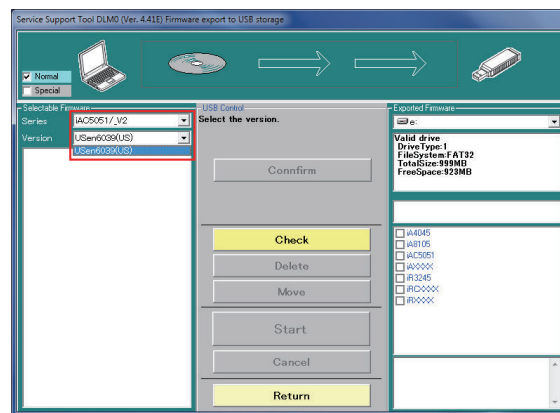 Service Support Tool DLM0 (Ver. 4.41E) Firmware export to USB storage
Normal
Special
Selectable Firmware
Series
iAC5051/_V2
Version
USen6039(US)
USen6039(US)
USB Control
Select the version.
Connfirm
Check
Delete
Move
Start
Cancel
Return
Exported Firmware
e:
Valid drive
DriveType:1
FileSystem:FAT32
TotalSize:999MB
FreeSpace:923MB
iA4045
iA8105
iAC5051
iAXXXX
iR3245
iRCXXXX
iRXXXX